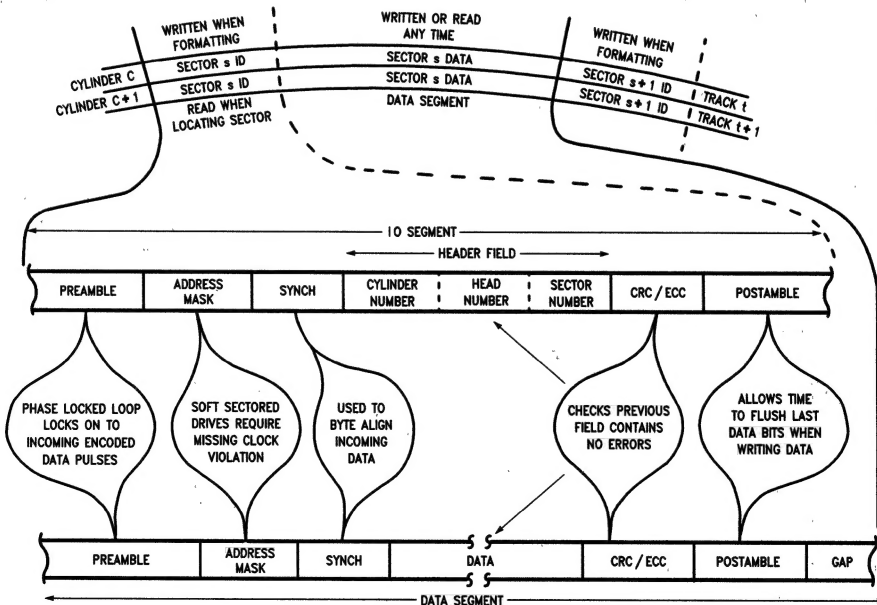 WRITTEN WHEN
FORMATTING
WRITTEN OR READ
ANY TIME
WRITTEN WHEN
FORMATTING
CYLINDER C
SECTOR s ID
SECTOR s DATA
SECTOR s+1 ID
TRACK t
CYLINDER C+1
SECTOR s ID
SECTOR s DATA
SECTOR s+1 ID
TRACK t+1
READ WHEN
LOCATING SECTOR
DATA SEGMENT
IO SEGMENT
HEADER FIELD
PREAMBLE
ADDRESS
MASK
SYNCH
CYLINDER
NUMBER
HEAD
NUMBER
SECTOR
NUMBER
CRC / ECC
POSTAMBLE
PHASE LOCKED LOOP
LOCKS ON TO
INCOMING ENCODED
DATA PULSES
SOFT SECTORED
DRIVES REQUIRE
MISSING CLOCK
VIOLATION
USED TO
BYTE ALIGN
INCOMING
DATA
CHECKS PREVIOUS
FIELD CONTAINS
NO ERRORS
ALLOWS TIME
TO FLUSH LAST
DATA BITS WHEN
WRITING DATA
PREAMBLE
ADDRESS
MASK
SYNCH
DATA
CRC / ECC
POSTAMBLE
GAP
DATA SEGMENT